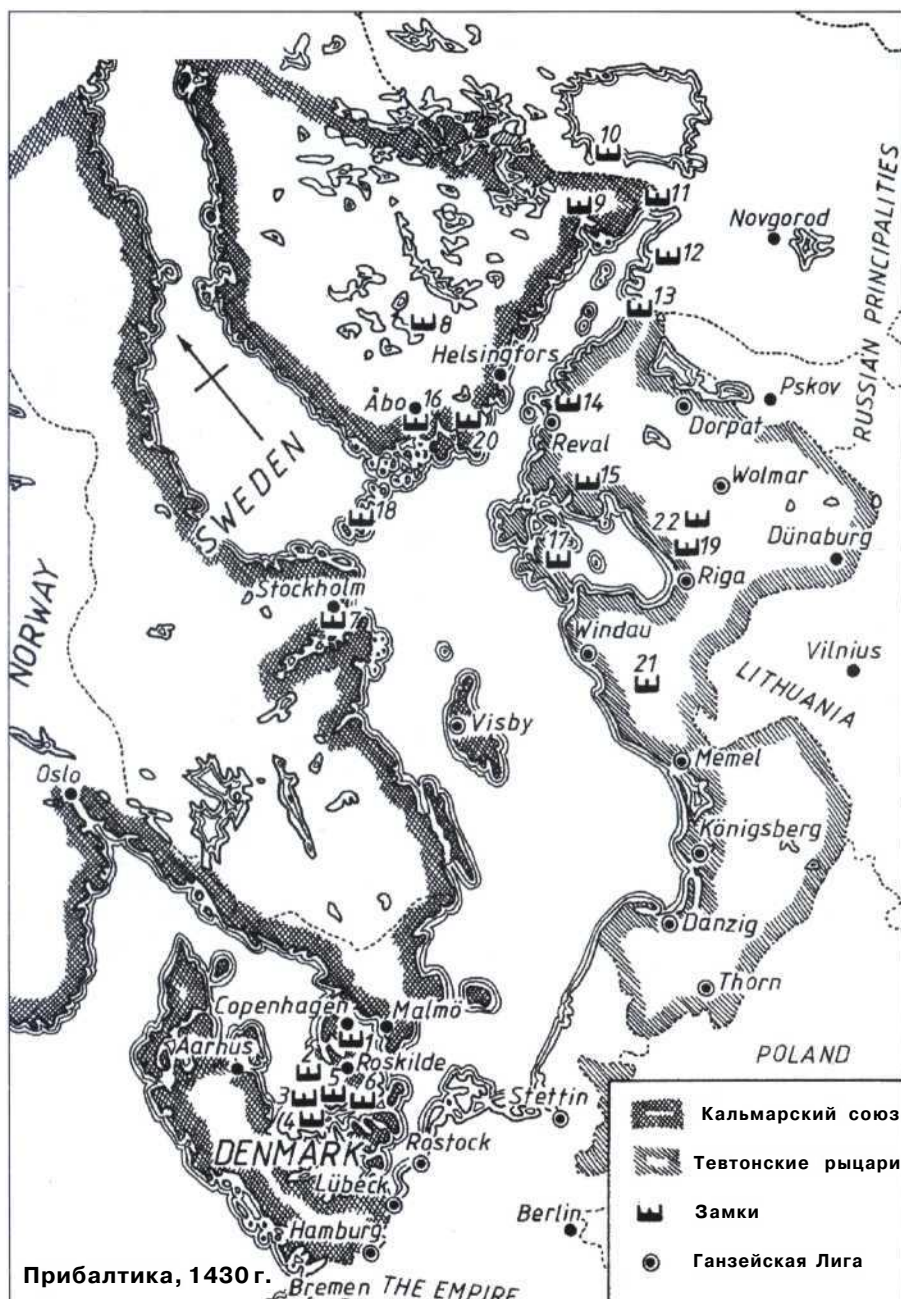 10
11
9
12
Novgorod
RUSSIAN PRINCIPALITIES
13
8
Helsingfors
Pskov
Åbo 16
14
Dorpat
20
Reval
SWEDEN
15
Wolmar
18
22
17
19
Dünaburg
Riga
Stockholm
7
NORWAY
Windau
Vilnius
21
LITHUANIA
Visby
Memel
Oslo
Königsberg
Danzig
Thorn
Copenhagen
Malmö
1
Aarhus
2
Roskilde
POLAND
5
6
3
4
Stettin
DENMARK
Rostock
Lübeck
Hamburg
Berlin
Bremen THE EMPIRE
Кальмарский союз
Тевтонские рыцари
Замки
Ганзейская Лига
Прибалтика, 1430 г.